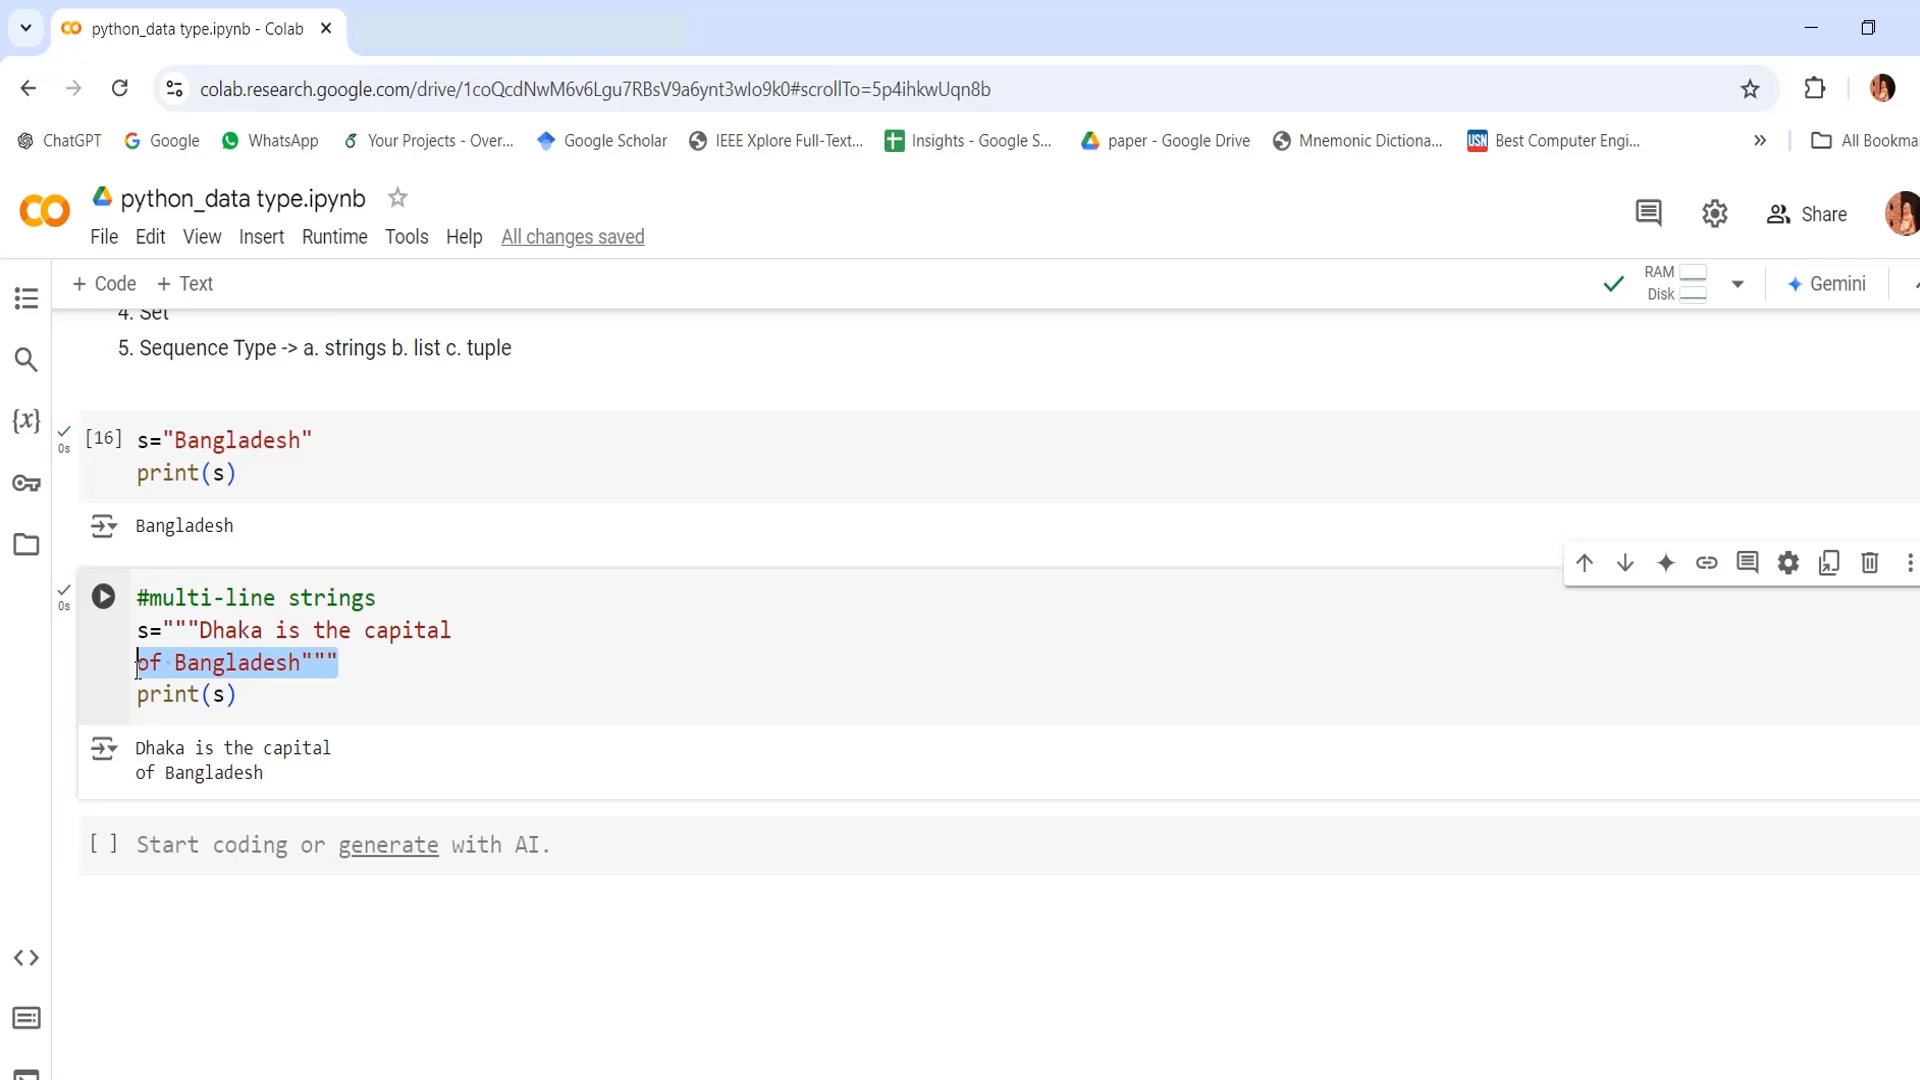 python_data type.ipynb - Colab
colab.research.google.com/drive/1coQcdNwM6v6Lgu7RBsV9a6ynt3wIo9k0#scrollTo=5p4ihkwUqn8b
ChatGPT Google WhatsApp Your Projects - Over... Google Scholar IEEE Xplore Full-Text... Insights - Google S... paper - Google Drive Mnemonic Dictiona... USN Best Computer Engi... » All Bookma
python_data type.ipynb
File Edit View Insert Runtime Tools Help All changes saved
Share
+ Code + Text
RAM
Disk
Gemini
4. Set
5. Sequence Type -> a. strings b. list c. tuple
{x}
[16] s="Bangladesh"
0s
print(s)
Bangladesh
#multi-line strings
0s
s="""Dhaka is the capital
of Bangladesh"""
print(s)
Dhaka is the capital
of Bangladesh
[ ] Start coding or generate with AI.